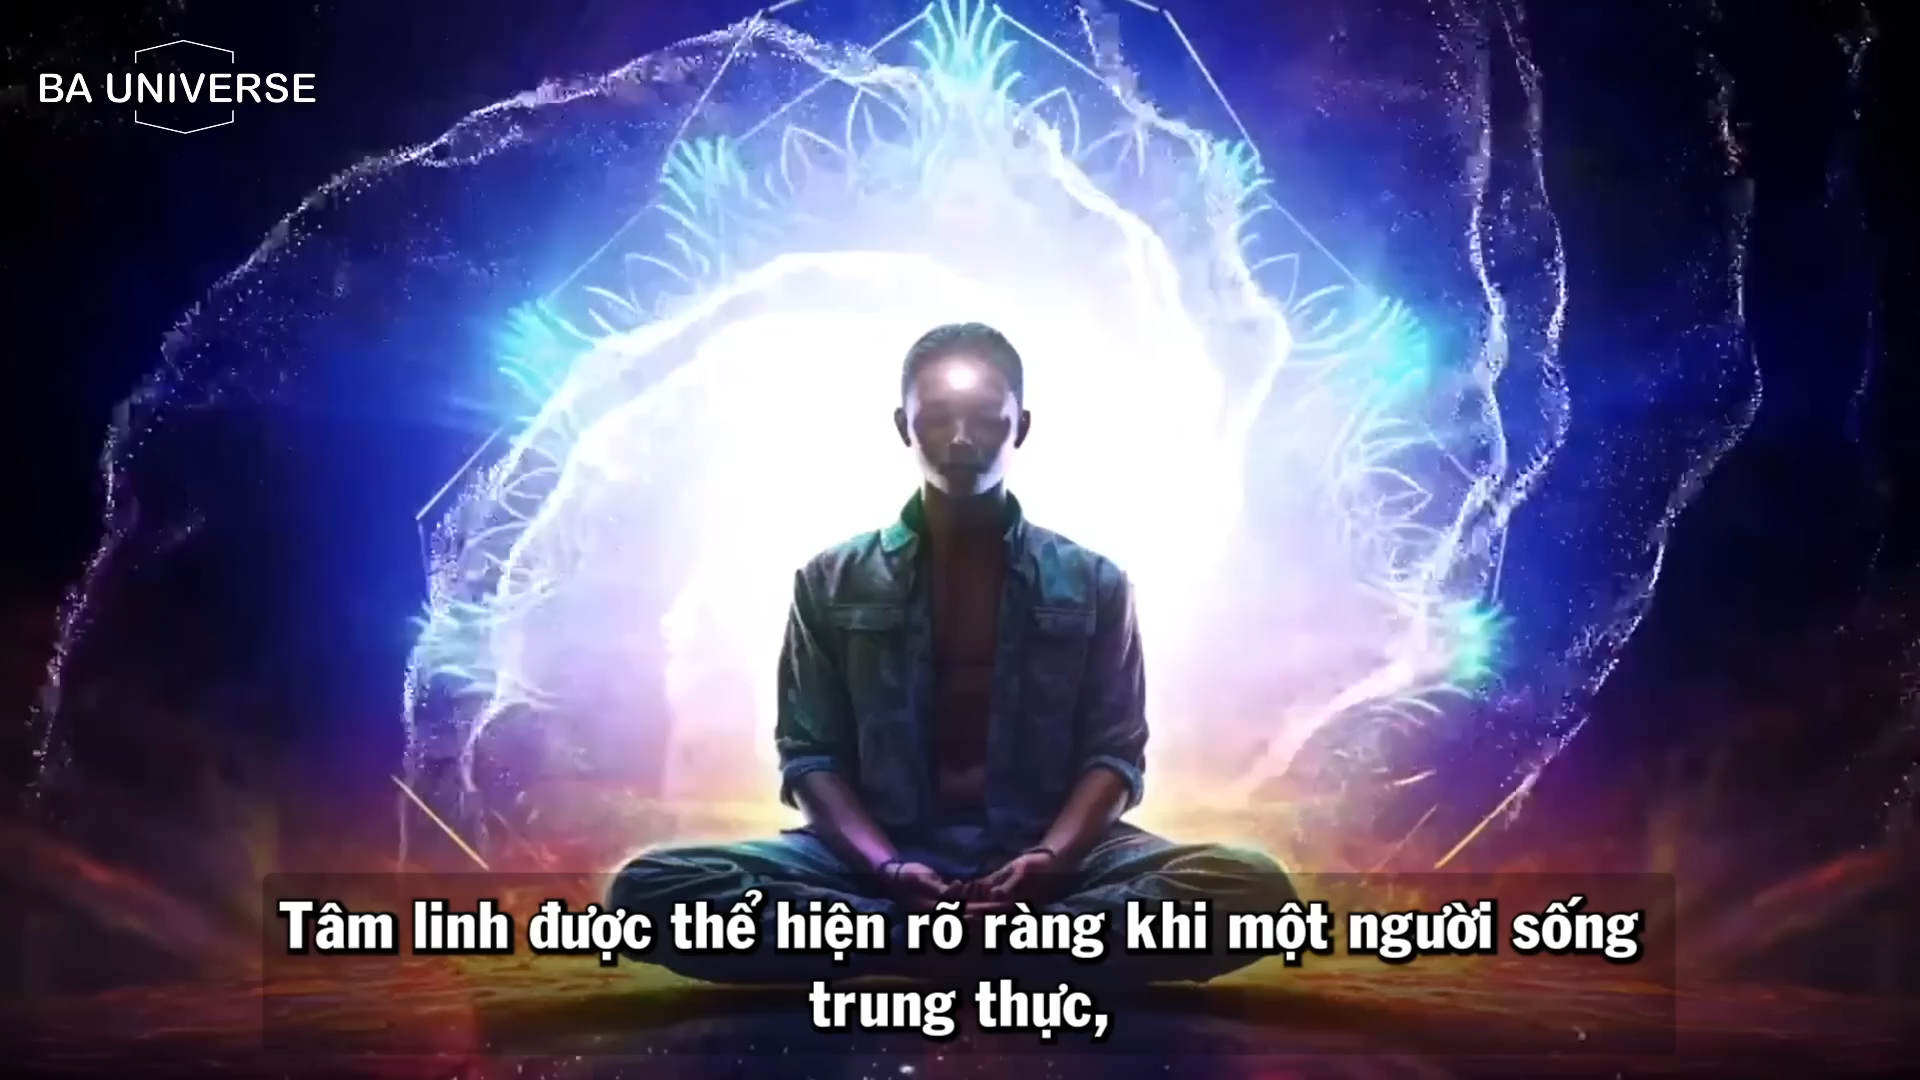 BA UNIVERSE
Tâm linh được thể hiện rõ ràng khi một người sống
trung thực,